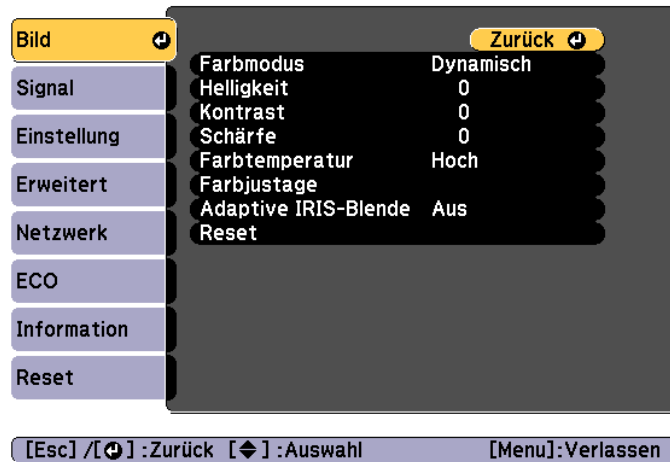 Bild
Signal
Einstellung
Erweitert
Netzwerk
ECO
Information
Reset
Zurück
Farbmodus Dynamisch
Helligkeit 0
Kontrast 0
Schärfe 0
Farbtemperatur Hoch
Farbjustage
Adaptive IRIS-Blende Aus
Reset
[Esc] /[ ] :Zurück [ ] :Auswahl [Menu]:Verlassen